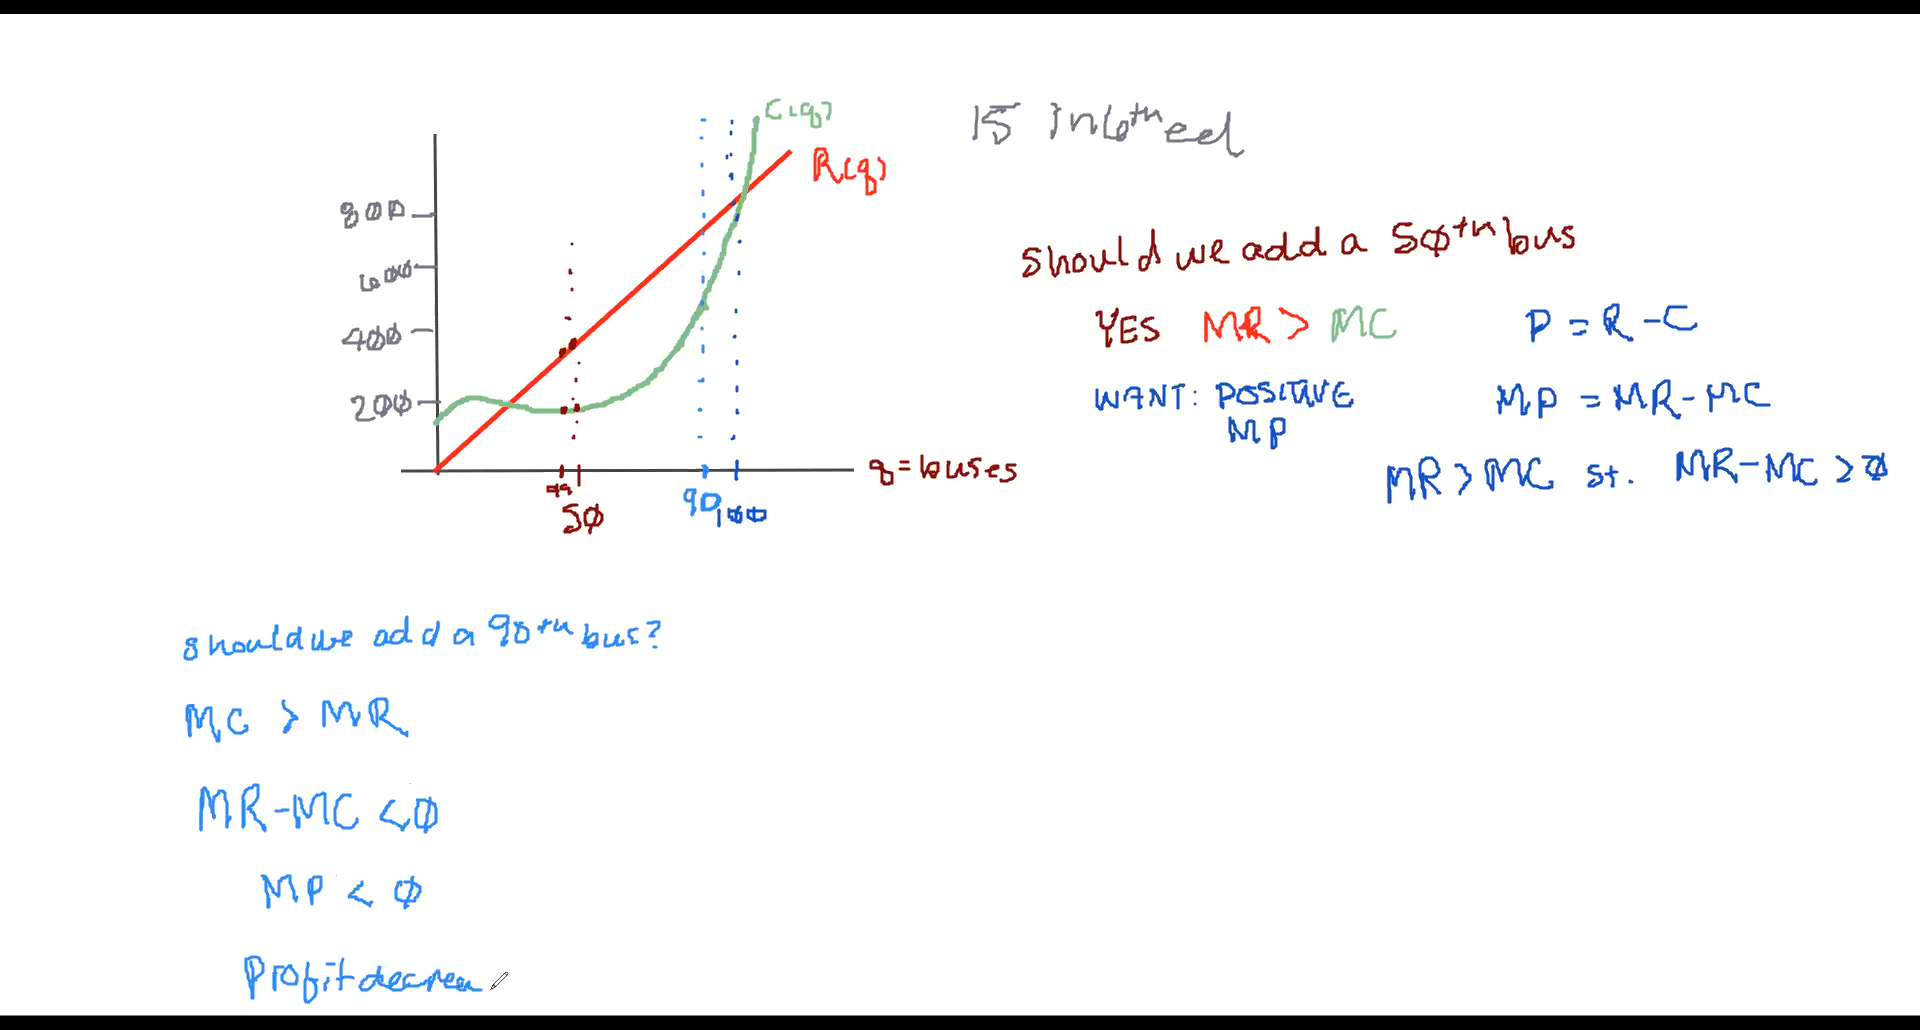 C(q)
R(q)
800
600
400
200
49
50
90
100
q = buses
15 in 6th ed
should we add a 50th bus
YES MR > MC
P = R - C
WANT: POSITIVE
MP
MP = MR - MC
MR > MC st. MR - MC > 0
should we add a 90th bus?
MC > MR
MR - MC < 0
MP < 0
Profit decrea